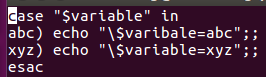 case "$variable" in
abc) echo "\$varibale=abc";;
xyz) echo "\$variable=xyz";;
esac